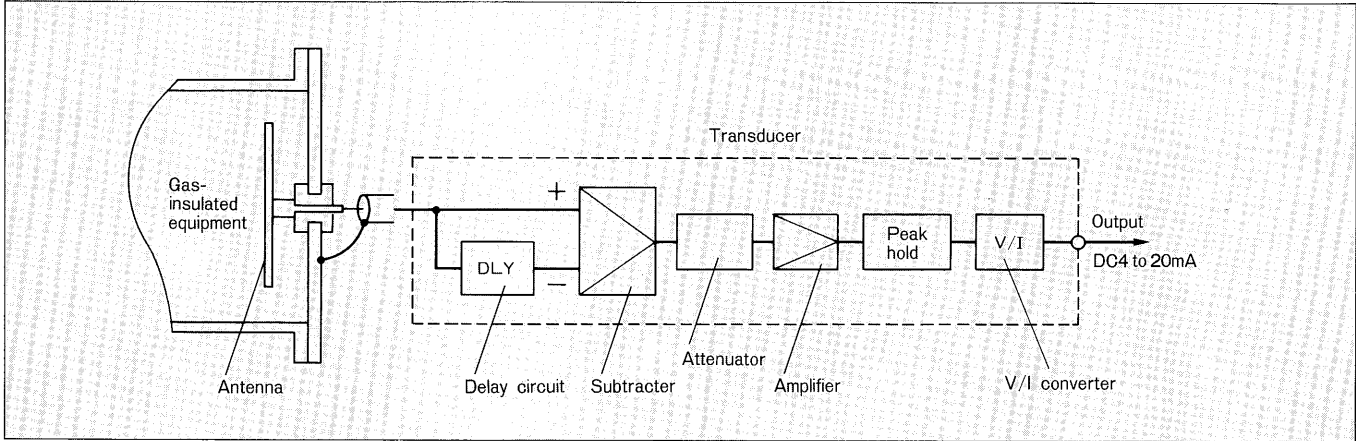 Transducer
Gas-
insulated
equipment
+
DLY
−
Peak
hold
V/I
Output
DC4 to 20mA
Antenna
Delay circuit
Subtracter
Attenuator
Amplifier
V/I converter